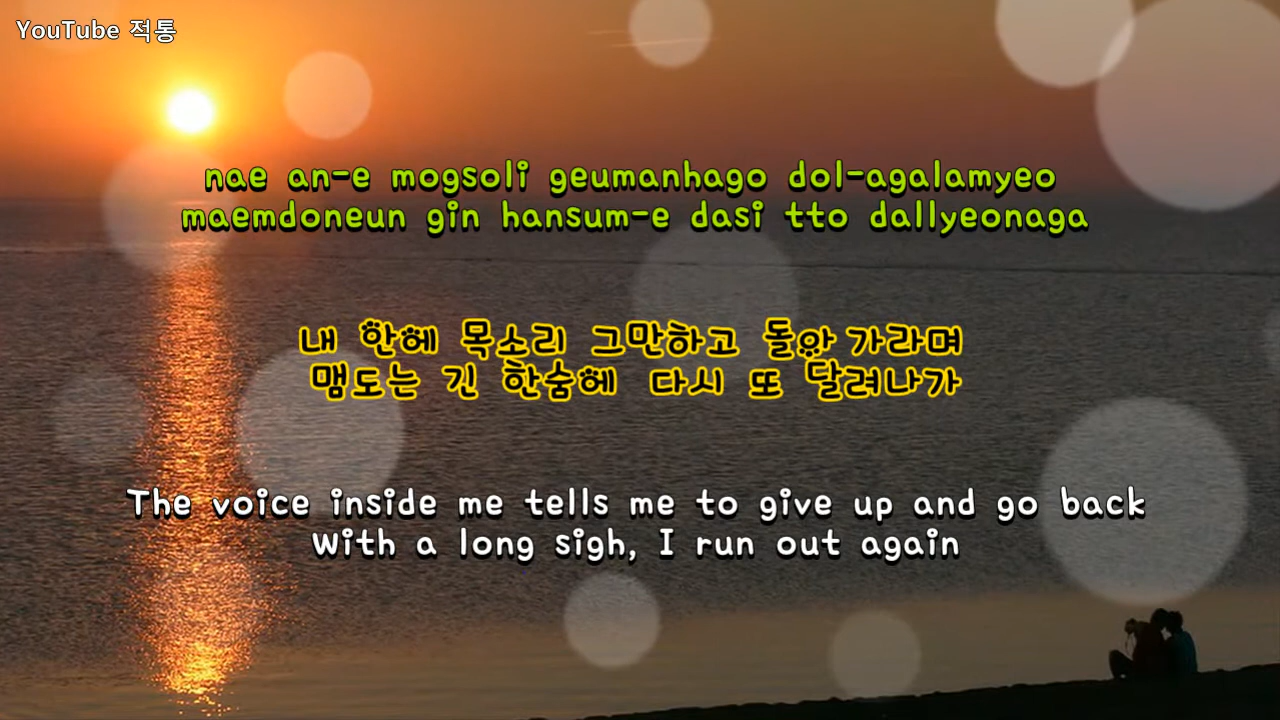 YouTube 적통
nae an-e mogsoli geumanhago dol-agalamyeo
maemdoneun gin hansum-e dasi tto dallyeonaga
내 안에 목소리 그만하고 돌아가라며
맴도는 긴 한숨에 다시 또 달려나가
The voice inside me tells me to give up and go back
With a long sigh, I run out again